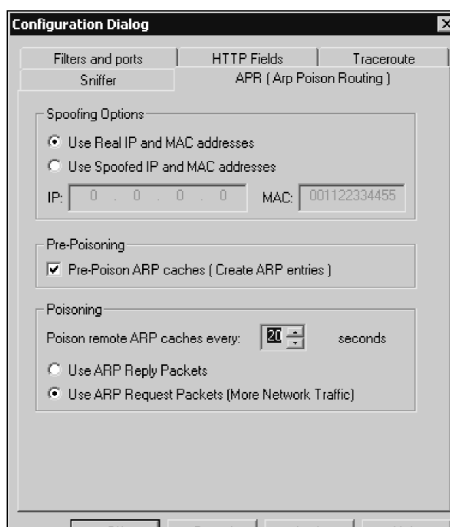 Configuration Dialog
Filters and ports HTTP Fields Traceroute
Sniffer APR ( Arp Poison Routing )
Spoofing Options
Use Real IP and MAC addresses
Use Spoofed IP and MAC addresses
IP: 0 . 0 . 0 . 0 MAC: 001122334455
Pre-Poisoning
Pre-Poison ARP caches ( Create ARP entries )
Poisoning
Poison remote ARP caches every: 20 seconds
Use ARP Reply Packets
Use ARP Request Packets (More Network Traffic)